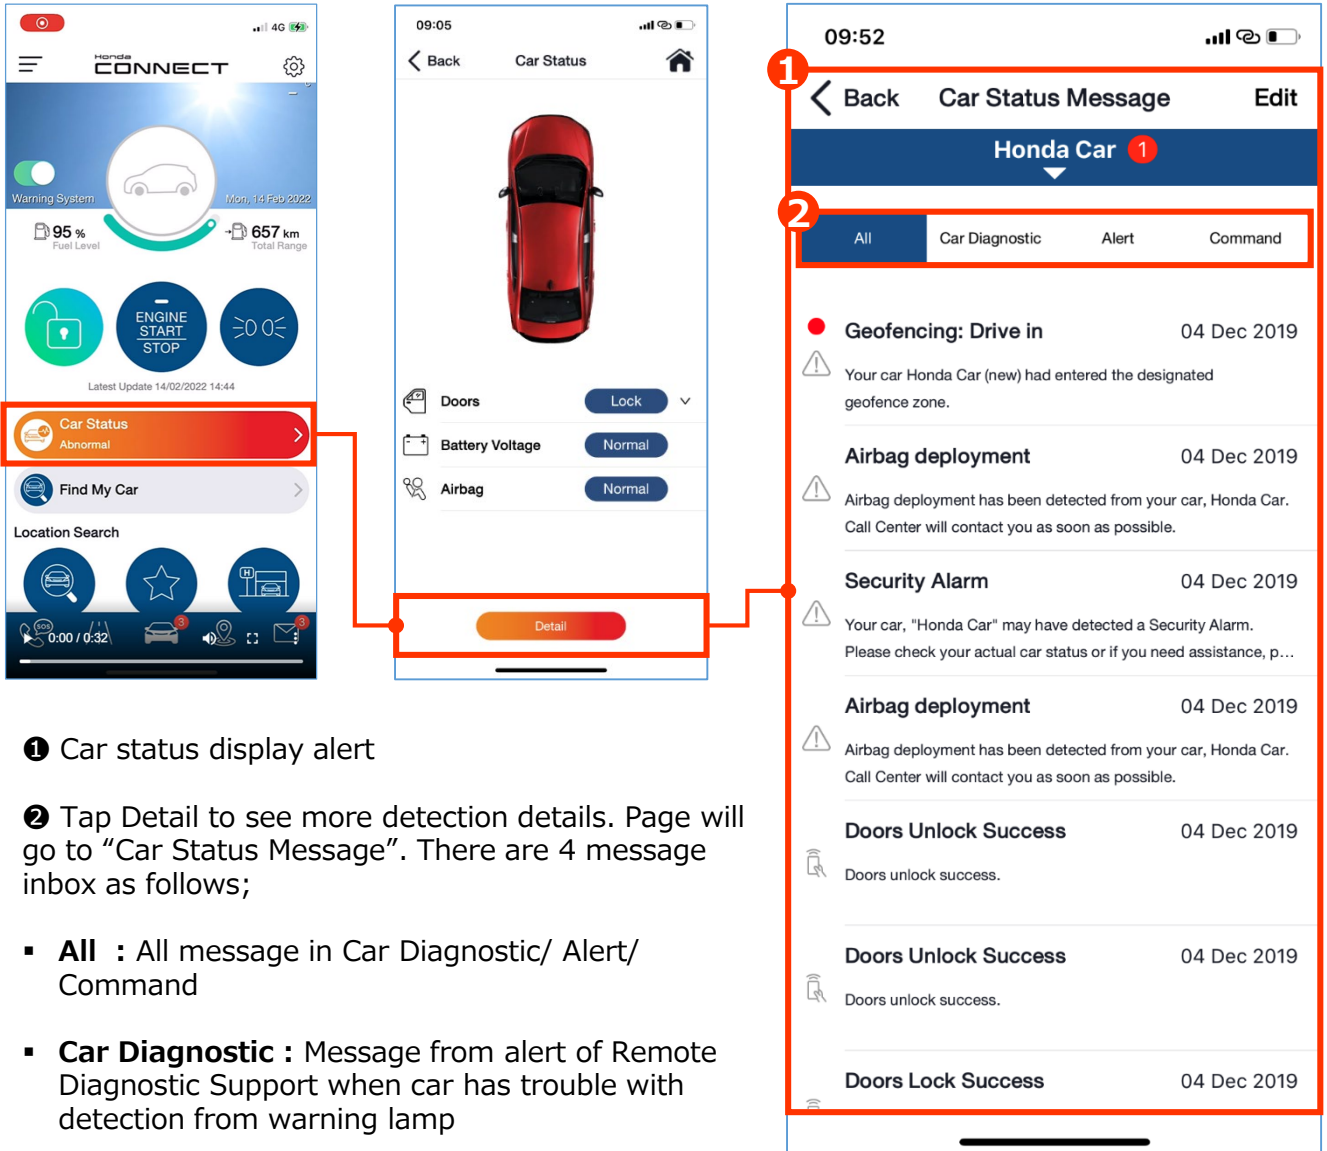 4G
Honda
CONNECT
Warning System
Mon, 14 Feb 2022
95 %
Fuel Level
657 km
Total Range
ENGINE
START
STOP
Latest Update 14/02/2022 14:44
Car Status
Abnormal
Find My Car
Location Search
H
SOS
0:00 / 0:32
3
3
09:05
Back
Car Status
Doors
Lock
Battery Voltage
Normal
Airbag
Normal
Detail
09:52
1
Back Car Status Message Edit
Honda Car 1
2
All Car Diagnostic Alert Command
Geofencing: Drive in 04 Dec 2019
Your car Honda Car (new) had entered the designated
geofence zone.
Airbag deployment 04 Dec 2019
Airbag deployment has been detected from your car, Honda Car.
Call Center will contact you as soon as possible.
Security Alarm 04 Dec 2019
Your car, "Honda Car" may have detected a Security Alarm.
Please check your actual car status or if you need assistance, p...
Airbag deployment 04 Dec 2019
Airbag deployment has been detected from your car, Honda Car.
Call Center will contact you as soon as possible.
Doors Unlock Success 04 Dec 2019
Doors unlock success.
Doors Unlock Success 04 Dec 2019
Doors unlock success.
Doors Lock Success 04 Dec 2019
❶ Car status display alert
❷ Tap Detail to see more detection details. Page will
go to “Car Status Message”. There are 4 message
inbox as follows;
▪ All : All message in Car Diagnostic/ Alert/
Command
▪ Car Diagnostic : Message from alert of Remote
Diagnostic Support when car has trouble with
detection from warning lamp